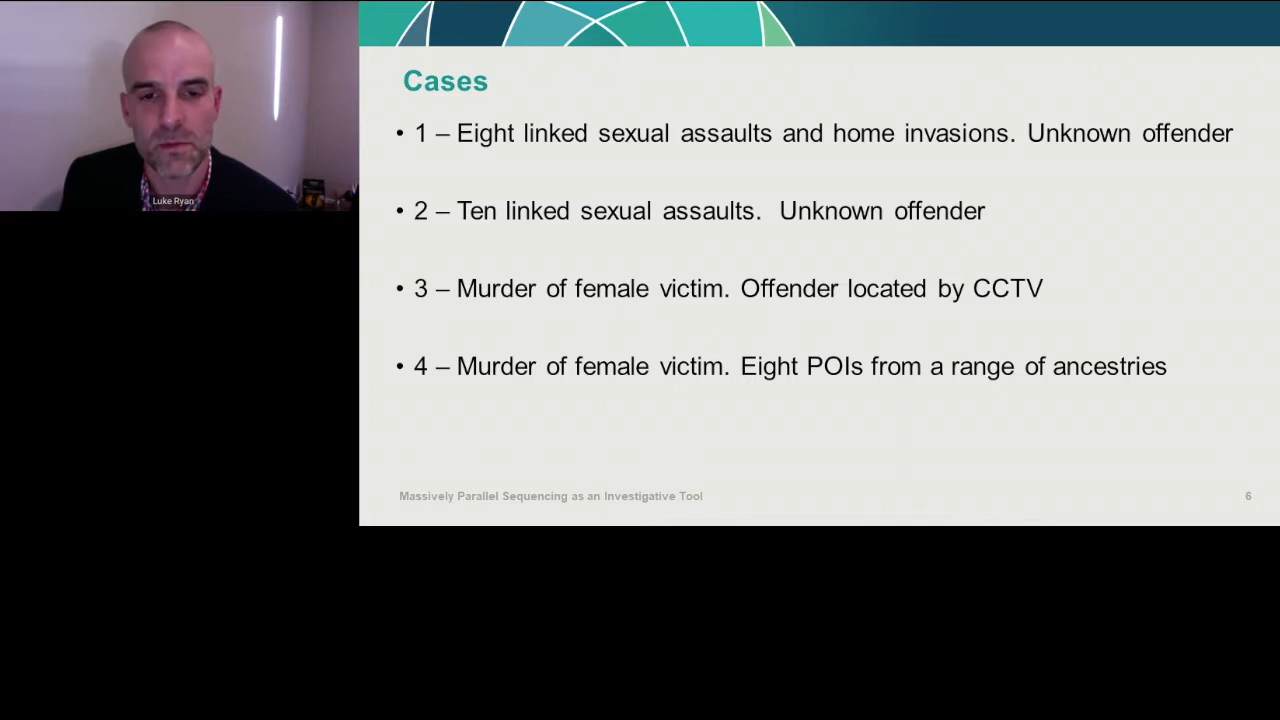 Luke Ryan
Cases
• 1 – Eight linked sexual assaults and home invasions. Unknown offender
• 2 – Ten linked sexual assaults. Unknown offender
• 3 – Murder of female victim. Offender located by CCTV
• 4 – Murder of female victim. Eight POIs from a range of ancestries
Massively Parallel Sequencing as an Investigative Tool
6